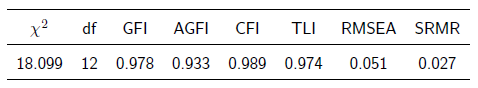 χ² df GFI AGFI CFI TLI RMSEA SRMR
18.099 12 0.978 0.933 0.989 0.974 0.051 0.027